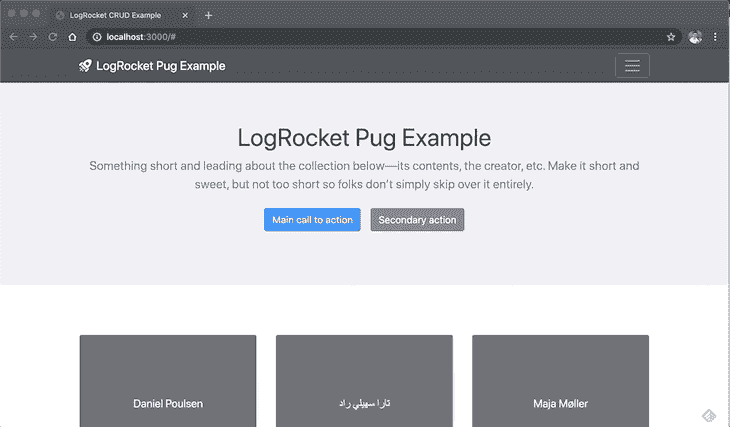 LogRocket CRUD Example
localhost:3000/#
LogRocket Pug Example
LogRocket Pug Example
Something short and leading about the collection below—its contents, the creator, etc. Make it short and
sweet, but not too short so folks don’t simply skip over it entirely.
Main call to action
Secondary action
Daniel Poulsen
تارا سهيلي راد
Maja Møller